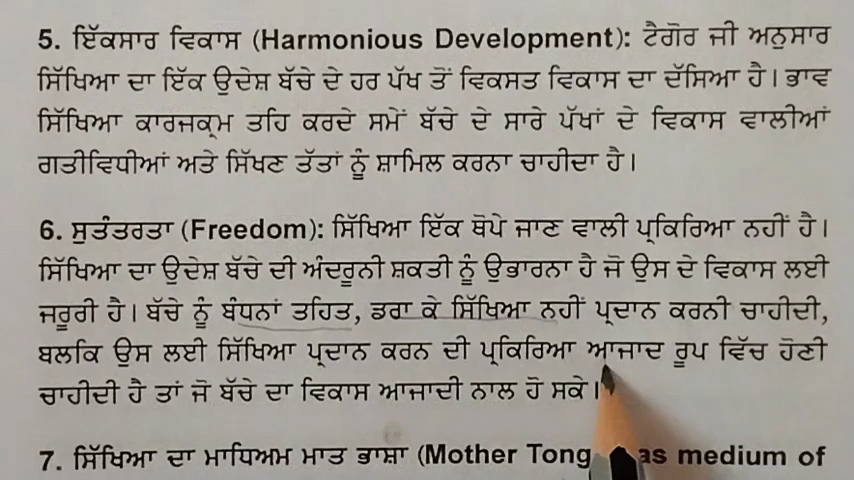 5. ਇੱਕਸਾਰ ਵਿਕਾਸ (Harmonious Development): ਟੈਗੋਰ ਜੀ ਅਨੁਸਾਰ
ਸਿੱਖਿਆ ਦਾ ਇੱਕ ਉਦੇਸ਼ ਬੱਚੇ ਦੇ ਹਰ ਪੱਖ ਤੋਂ ਵਿਕਸਤ ਵਿਕਾਸ ਦਾ ਦੱਸਿਆ ਹੈ। ਭਾਵ
ਸਿੱਖਿਆ ਕਾਰਜਕ੍ਰਮ ਤਹਿ ਕਰਦੇ ਸਮੇਂ ਬੱਚੇ ਦੇ ਸਾਰੇ ਪੱਖਾਂ ਦੇ ਵਿਕਾਸ ਵਾਲੀਆਂ
ਗਤੀਵਿਧੀਆਂ ਅਤੇ ਸਿੱਖਣ ਤੱਤਾਂ ਨੂੰ ਸ਼ਾਮਿਲ ਕਰਨਾ ਚਾਹੀਦਾ ਹੈ।
6. ਸੁਤੰਤਰਤਾ (Freedom): ਸਿੱਖਿਆ ਇੱਕ ਥੋਪੇ ਜਾਣ ਵਾਲੀ ਪ੍ਰਕਿਰਿਆ ਨਹੀਂ ਹੈ।
ਸਿੱਖਿਆ ਦਾ ਉਦੇਸ਼ ਬੱਚੇ ਦੀ ਅੰਦਰੂਨੀ ਸ਼ਕਤੀ ਨੂੰ ਉਭਾਰਨਾ ਹੈ ਜੋ ਉਸ ਦੇ ਵਿਕਾਸ ਲਈ
ਜਰੂਰੀ ਹੈ। ਬੱਚੇ ਨੂੰ ਬੰਧਨਾਂ ਤਹਿਤ, ਡਰਾ ਕੇ ਸਿੱਖਿਆ ਨਹੀਂ ਪ੍ਰਦਾਨ ਕਰਨੀ ਚਾਹੀਦੀ,
ਬਲਕਿ ਉਸ ਲਈ ਸਿੱਖਿਆ ਪ੍ਰਦਾਨ ਕਰਨ ਦੀ ਪ੍ਰਕਿਰਿਆ ਆਜਾਦ ਰੂਪ ਵਿੱਚ ਹੋਣੀ
ਚਾਹੀਦੀ ਹੈ ਤਾਂ ਜੋ ਬੱਚੇ ਦਾ ਵਿਕਾਸ ਆਜਾਦੀ ਨਾਲ ਹੋ ਸਕੇ।
7. ਸਿੱਖਿਆ ਦਾ ਮਾਧਿਅਮ ਮਾਤ ਭਾਸ਼ਾ (Mother Tong as medium of